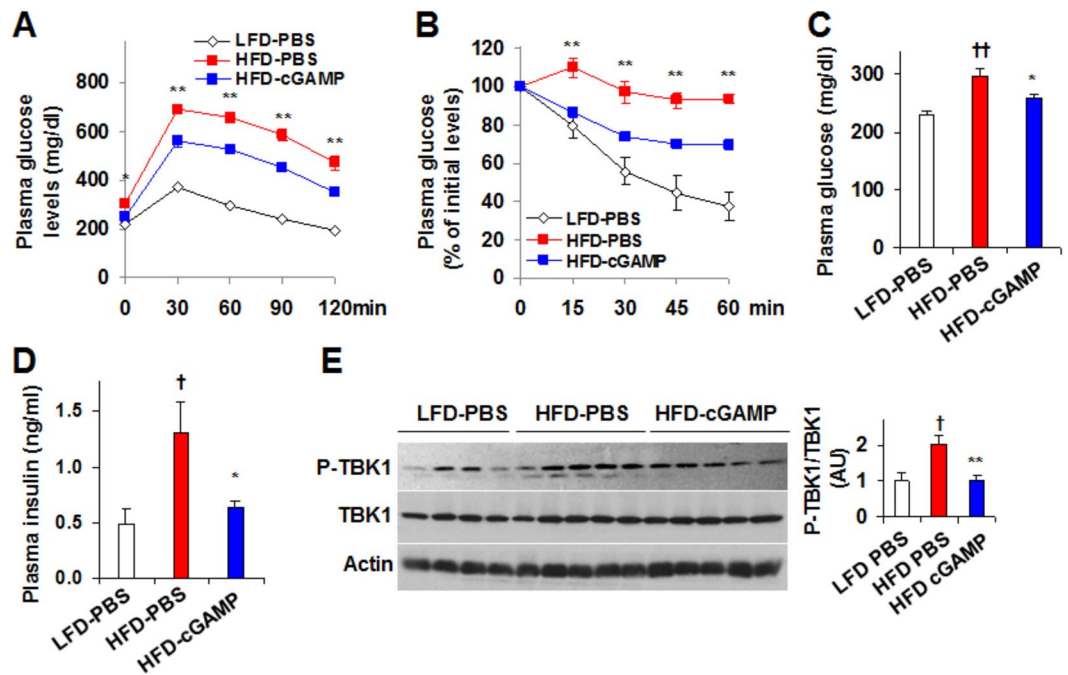 A
LFD-PBS
HFD-PBS
HFD-cGAMP
Plasma glucose
levels (mg/dl)
800
600
400
200
0
*
**
**
**
**
0
30
60
90
120min
B
Plasma glucose
(% of initial levels)
120
100
80
60
40
20
0
**
**
**
**
LFD-PBS
HFD-PBS
HFD-cGAMP
0
15
30
45
60
min
C
Plasma glucose (mg/dl)
300
200
100
0
††
*
LFD-PBS
HFD-PBS
HFD-cGAMP
D
Plasma insulin (ng/ml)
1.5
1.0
0.5
0.0
†
*
LFD-PBS
HFD-PBS
HFD-cGAMP
E
LFD-PBS
HFD-PBS
HFD-cGAMP
P-TBK1
TBK1
Actin
P-TBK1/TBK1
(AU)
2
1
0
†
**
LFD PBS
HFD PBS
HFD cGAMP